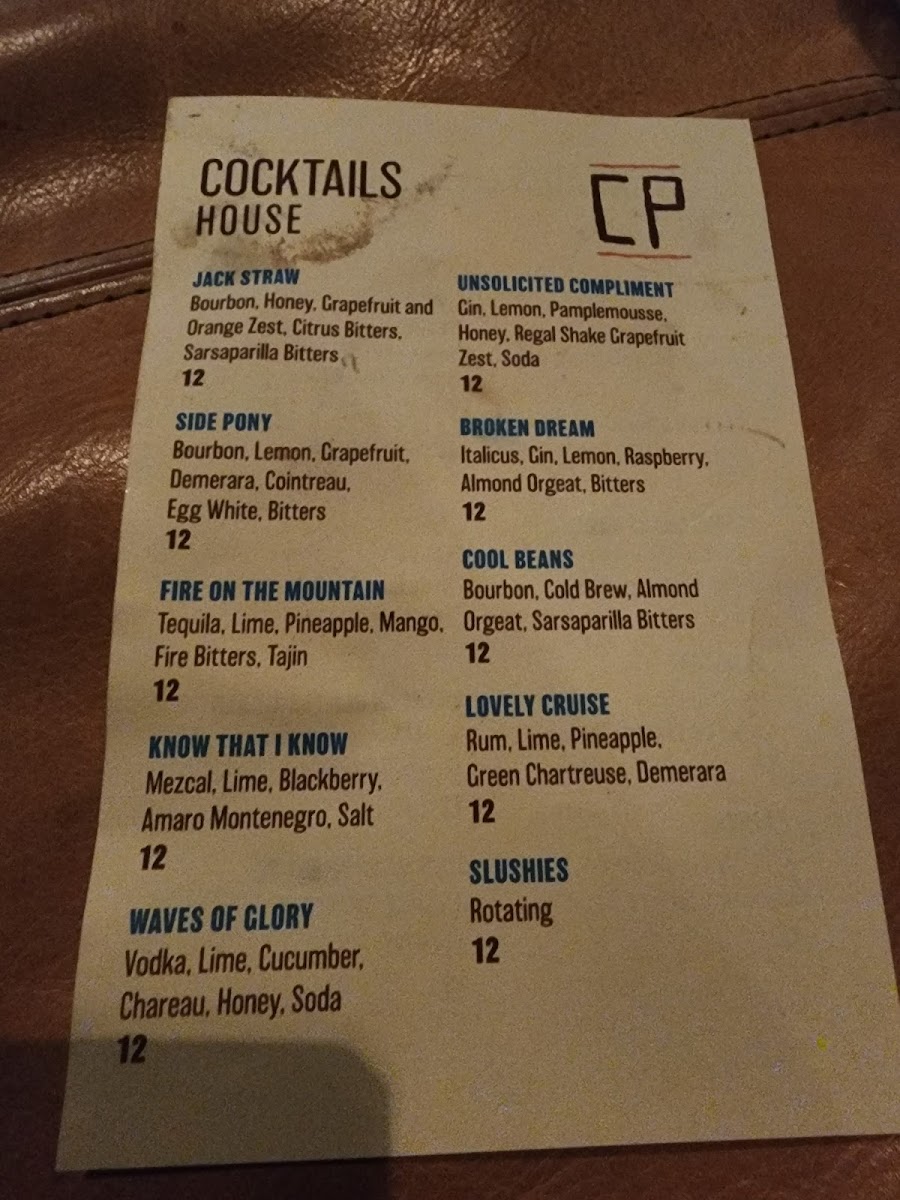 COCKTAILS
HOUSE
CP
JACK STRAW
Bourbon, Honey, Grapefruit and
Orange Zest, Citrus Bitters,
Sarsaparilla Bitters
12
SIDE PONY
Bourbon, Lemon, Grapefruit,
Demerara, Cointreau,
Egg White, Bitters
12
FIRE ON THE MOUNTAIN
Tequila, Lime, Pineapple, Mango,
Fire Bitters, Tajin
12
KNOW THAT I KNOW
Mezcal, Lime, Blackberry,
Amaro Montenegro, Salt
12
WAVES OF GLORY
Vodka, Lime, Cucumber,
Chareau, Honey, Soda
12
UNSOLICITED COMPLIMENT
Gin, Lemon, Pamplemousse,
Honey, Regal Shake Grapefruit
Zest, Soda
12
BROKEN DREAM
Italicus, Gin, Lemon, Raspberry,
Almond Orgeat, Bitters
12
COOL BEANS
Bourbon, Cold Brew, Almond
Orgeat, Sarsaparilla Bitters
12
LOVELY CRUISE
Rum, Lime, Pineapple,
Green Chartreuse, Demerara
12
SLUSHIES
Rotating
12